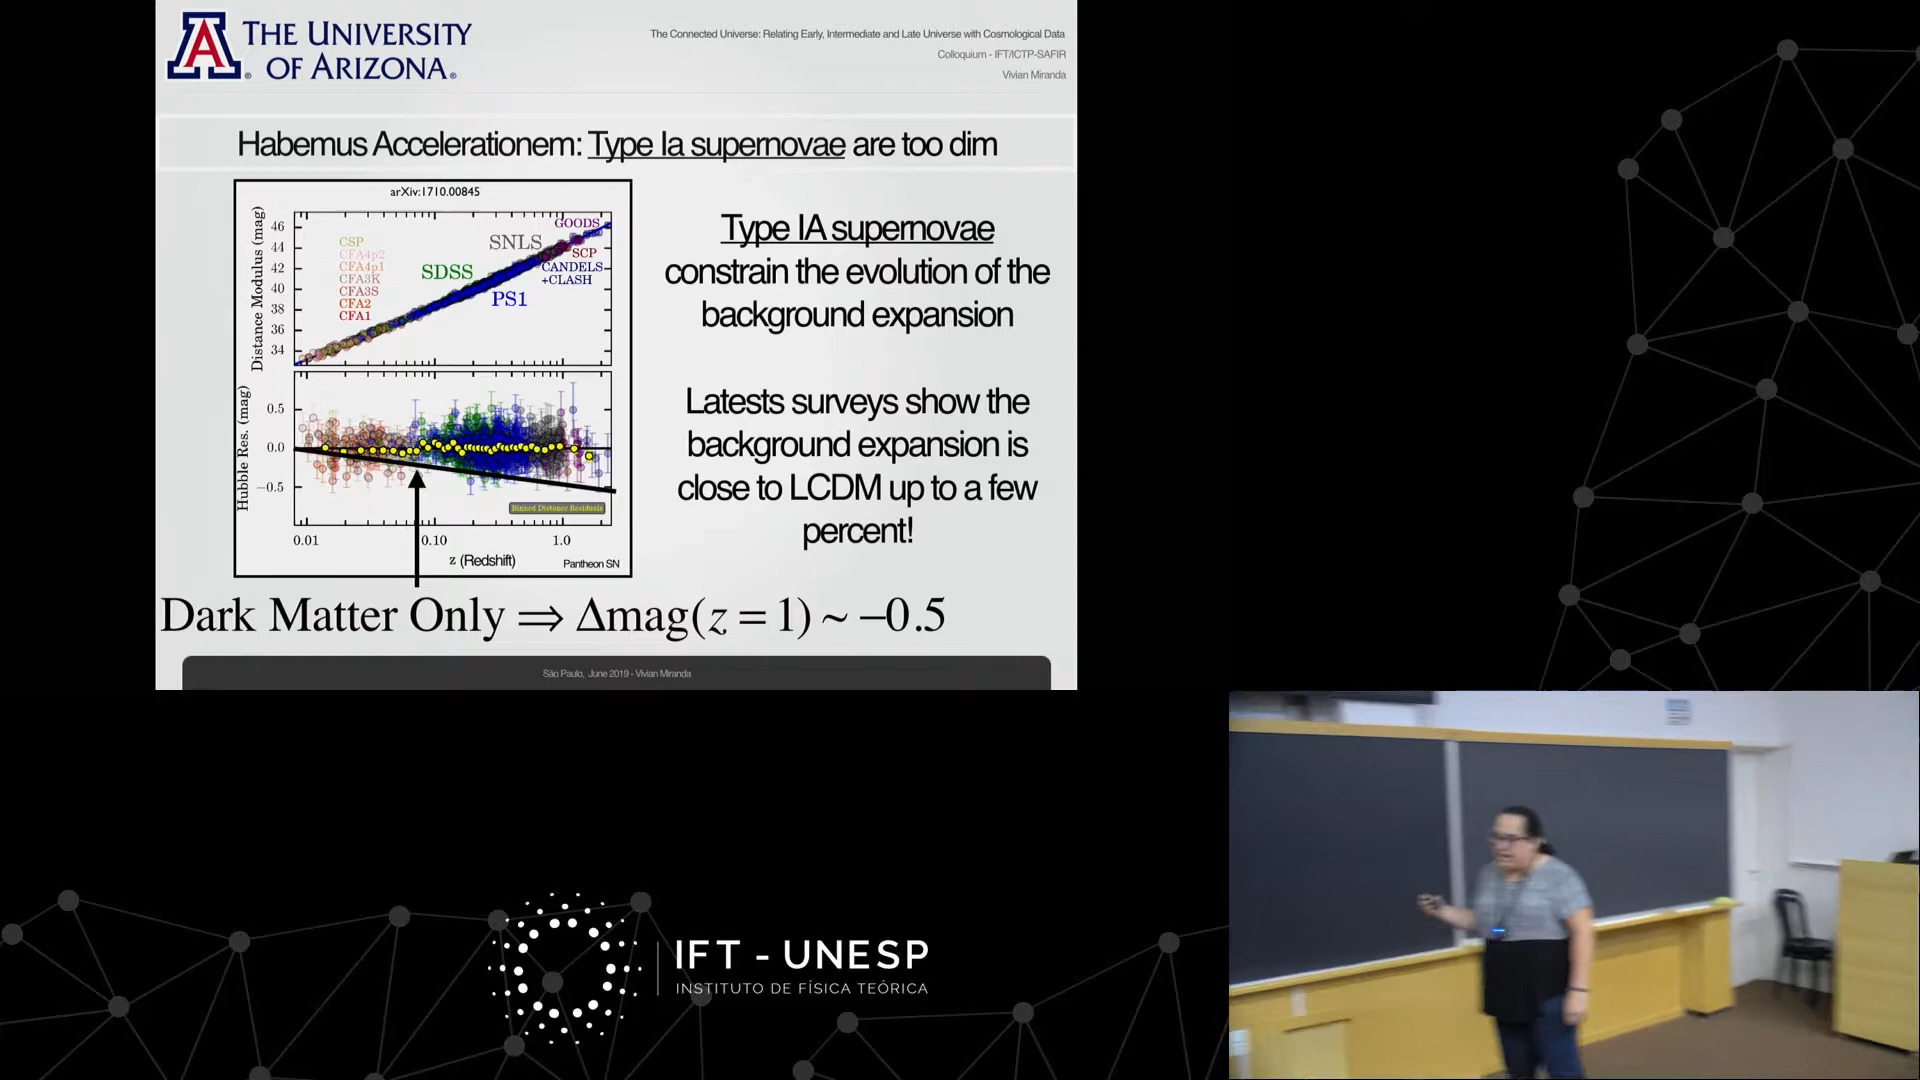 THE UNIVERSITY
OF ARIZONA®
The Connected Universe: Relating Early, Intermediate and Late Universe with Cosmological Data
Colloquium - IFT/ICTP-SAFIR
Vivian Miranda
Habemus Accelerationem: Type Ia supernovae are too dim
arXiv:1710.00845
Distance Modulus (mag)
46
44
42
40
38
36
34
CSP
CFA4p2
CFA4p1
CFA3K
CFA3S
CFA2
CFA1
SDSS
SNLS
PS1
GOODS
SCP
CANDELS
+CLASH
Hubble Res. (mag)
0.5
0.0
−0.5
Binned Distance Residuals
0.01
0.10
1.0
z (Redshift)
Pantheon SN
Type IA supernovae
constrain the evolution of the
background expansion
Latests surveys show the
background expansion is
close to LCDM up to a few
percent!
Dark Matter Only ⇒ Δmag(z = 1) ~ −0.5
São Paulo, June 2019 - Vivian Miranda
IFT - UNESP
INSTITUTO DE FÍSICA TEÓRICA